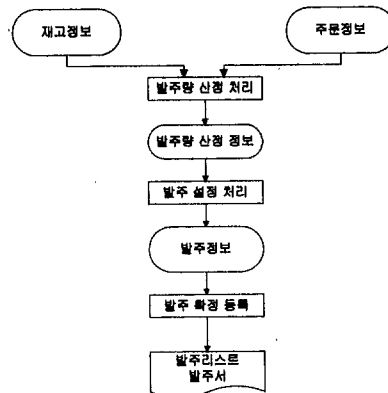 재고정보
주문정보
발주량 산정 처리
발주량 산정 정보
발주 설정 처리
발주정보
발주 확정 등록
발주리스트
발주서